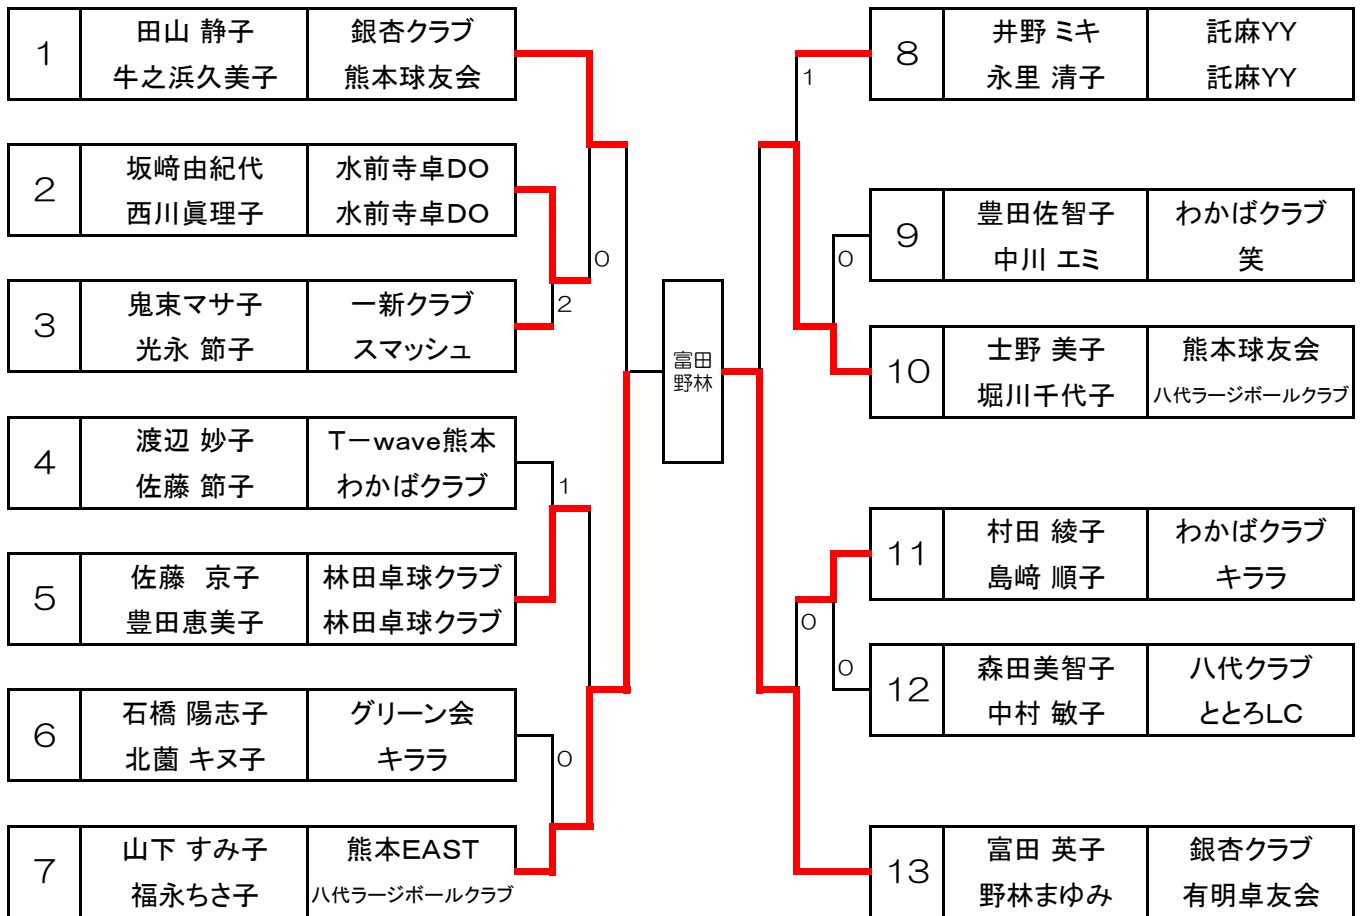 1
田山 静子 銀杏クラブ
牛之浜久美子 熊本球友会
2
坂﨑由紀代 水前寺卓DO
西川眞理子 水前寺卓DO
0
3
鬼束マサ子 一新クラブ
光永 節子 スマッシュ
2
4
渡辺 妙子 T－wave熊本
佐藤 節子 わかばクラブ
1
5
佐藤　京子 林田卓球クラブ
豊田恵美子 林田卓球クラブ
6
石橋 陽志子 グリーン会
北薗 キヌ子 キララ
0
7
山下 すみ子 熊本EAST
福永ちさ子 八代ラージボールクラブ
富田
野林
8
井野 ミキ 託麻YY
永里 清子 託麻YY
1
9
豊田佐智子 わかばクラブ
中川 エミ 笑
0
10
士野 美子 熊本球友会
堀川千代子 八代ラージボールクラブ
11
村田 綾子 わかばクラブ
島﨑 順子 キララ
0
0
12
森田美智子 八代クラブ
中村 敏子 ととろLC
13
富田 英子 銀杏クラブ
野林まゆみ 有明卓友会